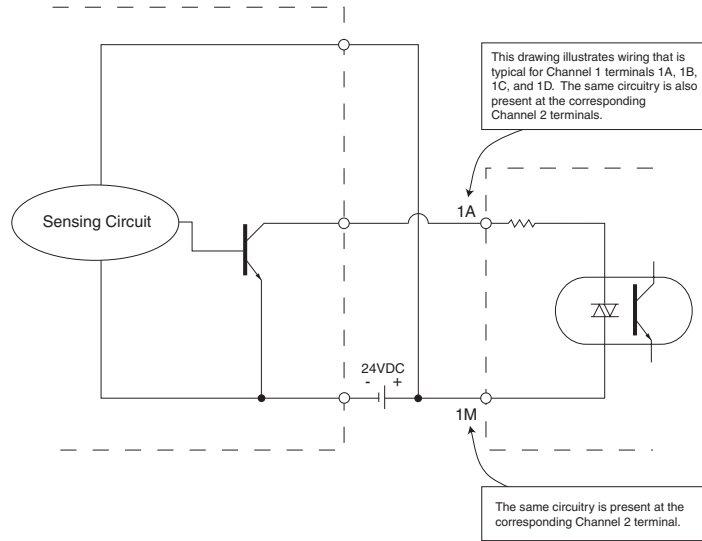 This drawing illustrates wiring that is
typical for Channel 1 terminals 1A, 1B,
1C, and 1D. The same circuitry is also
present at the corresponding
Channel 2 terminals.
1A
Sensing Circuit
24VDC
- +
1M
The same circuitry is present at the
corresponding Channel 2 terminal.